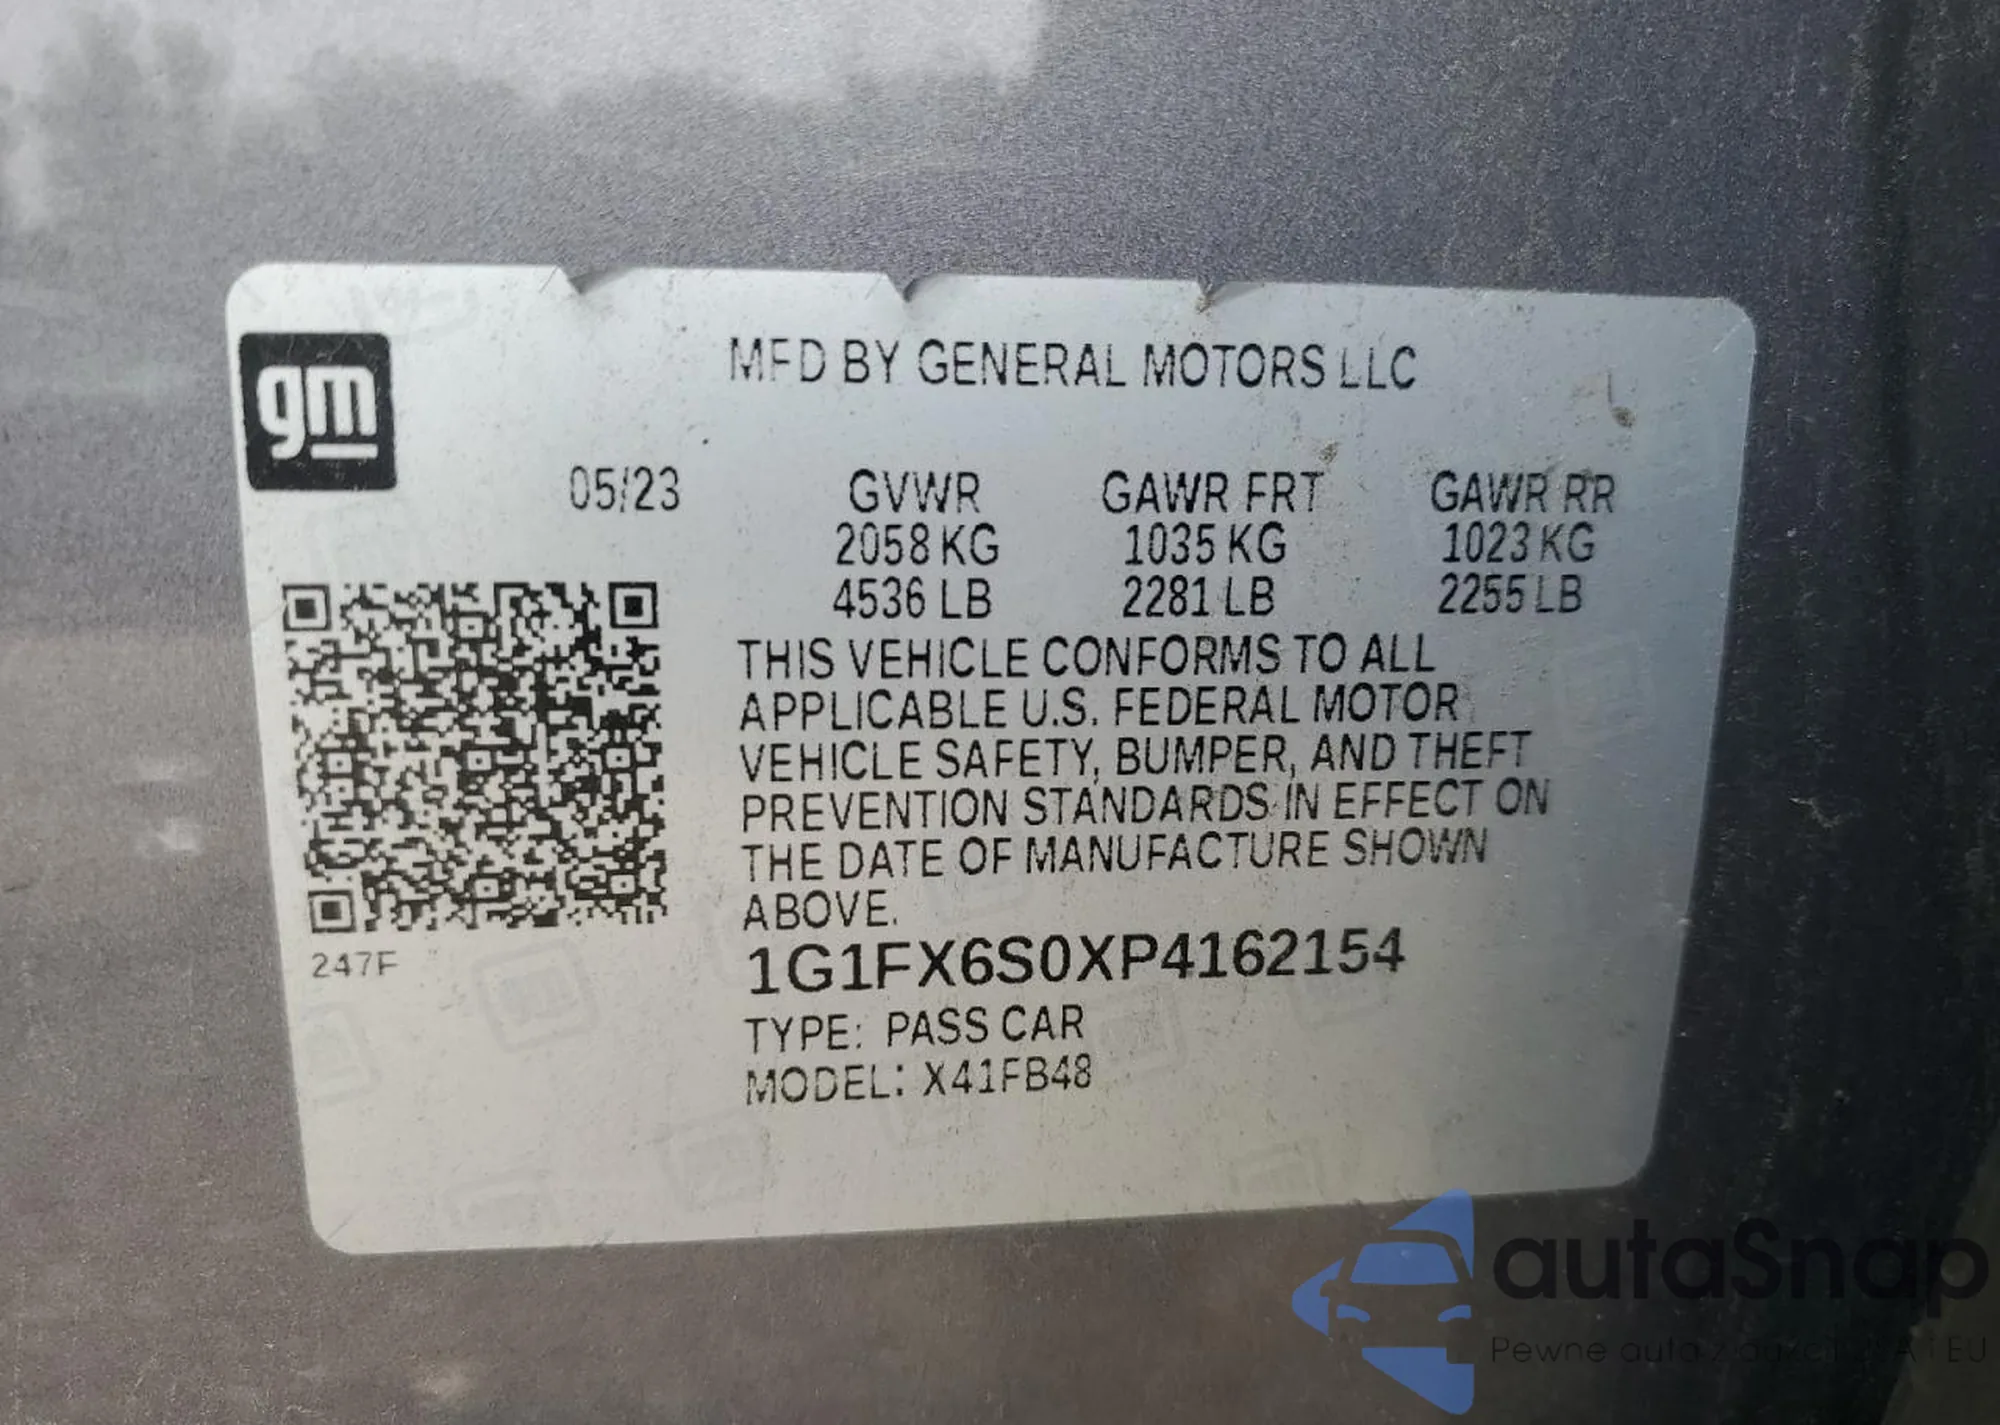 gm
MFD BY GENERAL MOTORS LLC
05/23 GVWR GAWR FRT GAWR RR
2058 KG 1035 KG 1023 KG
4536 LB 2281 LB 2255 LB
THIS VEHICLE CONFORMS TO ALL
APPLICABLE U.S. FEDERAL MOTOR
VEHICLE SAFETY, BUMPER, AND THEFT
PREVENTION STANDARDS IN EFFECT ON
THE DATE OF MANUFACTURE SHOWN
ABOVE.
247F
1G1FX6S0XP4162154
TYPE: PASS CAR
MODEL: X41FB48
autaSnap
Pewne auta z EU